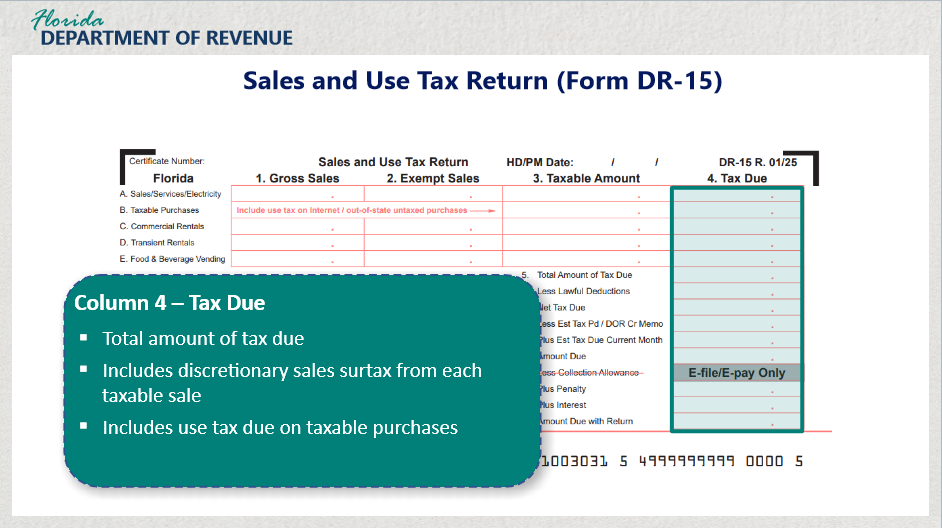 Florida
DEPARTMENT OF REVENUE
Sales and Use Tax Return (Form DR-15)
Certificate Number: Sales and Use Tax Return HD/PM Date: / / DR-15 R. 01/25
Florida 1. Gross Sales 2. Exempt Sales 3. Taxable Amount 4. Tax Due
A. Sales/Services/Electricity . . . .
B. Taxable Purchases Include use tax on Internet / out-of-state untaxed purchases . .
C. Commercial Rentals . . . .
D. Transient Rentals . . . .
E. Food & Beverage Vending . . . .
5. Total Amount of Tax Due .
Less Lawful Deductions .
Net Tax Due .
Less Est Tax Pd / DOR Cr Memo .
Plus Est Tax Due Current Month .
Amount Due .
Less Collection Allowance E-file/E-pay Only
Plus Penalty .
Plus Interest .
Amount Due with Return .
1003031 5 4999999999 0000 5
Column 4 – Tax Due
▪ Total amount of tax due
▪ Includes discretionary sales surtax from each
taxable sale
▪ Includes use tax due on taxable purchases